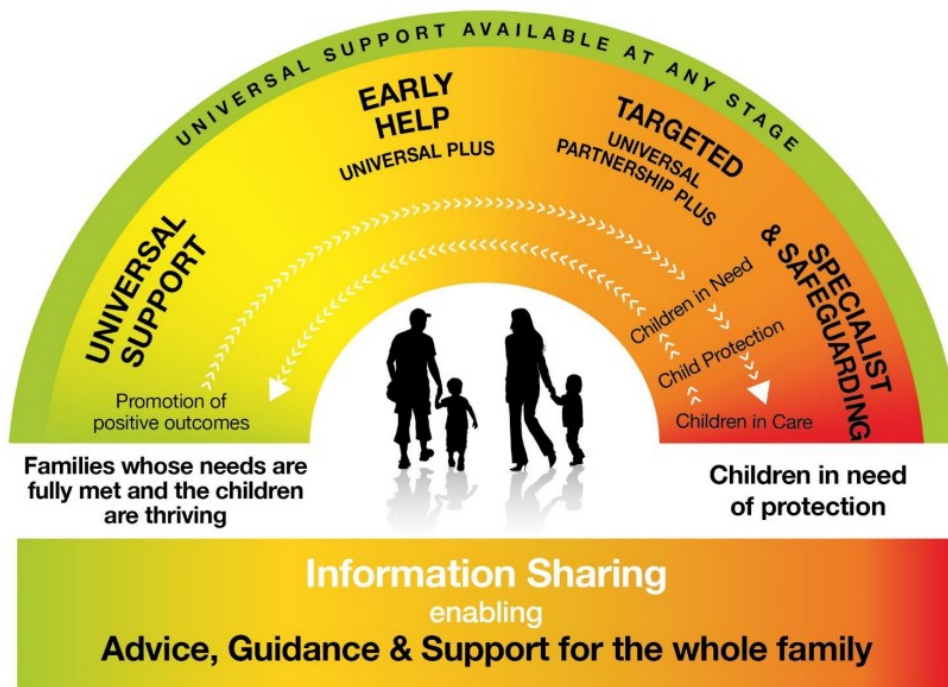 UNIVERSAL SUPPORT AVAILABLE AT ANY STAGE
UNIVERSAL
SUPPORT
EARLY
HELP
UNIVERSAL PLUS
TARGETED
UNIVERSAL
PARTNERSHIP PLUS
SPECIALIST
& SAFEGUARDING
Promotion of
positive outcomes
Children in Need
Child Protection
Children in Care
Families whose needs are
fully met and the children
are thriving
Children in need
of protection
Information Sharing
enabling
Advice, Guidance & Support for the whole family